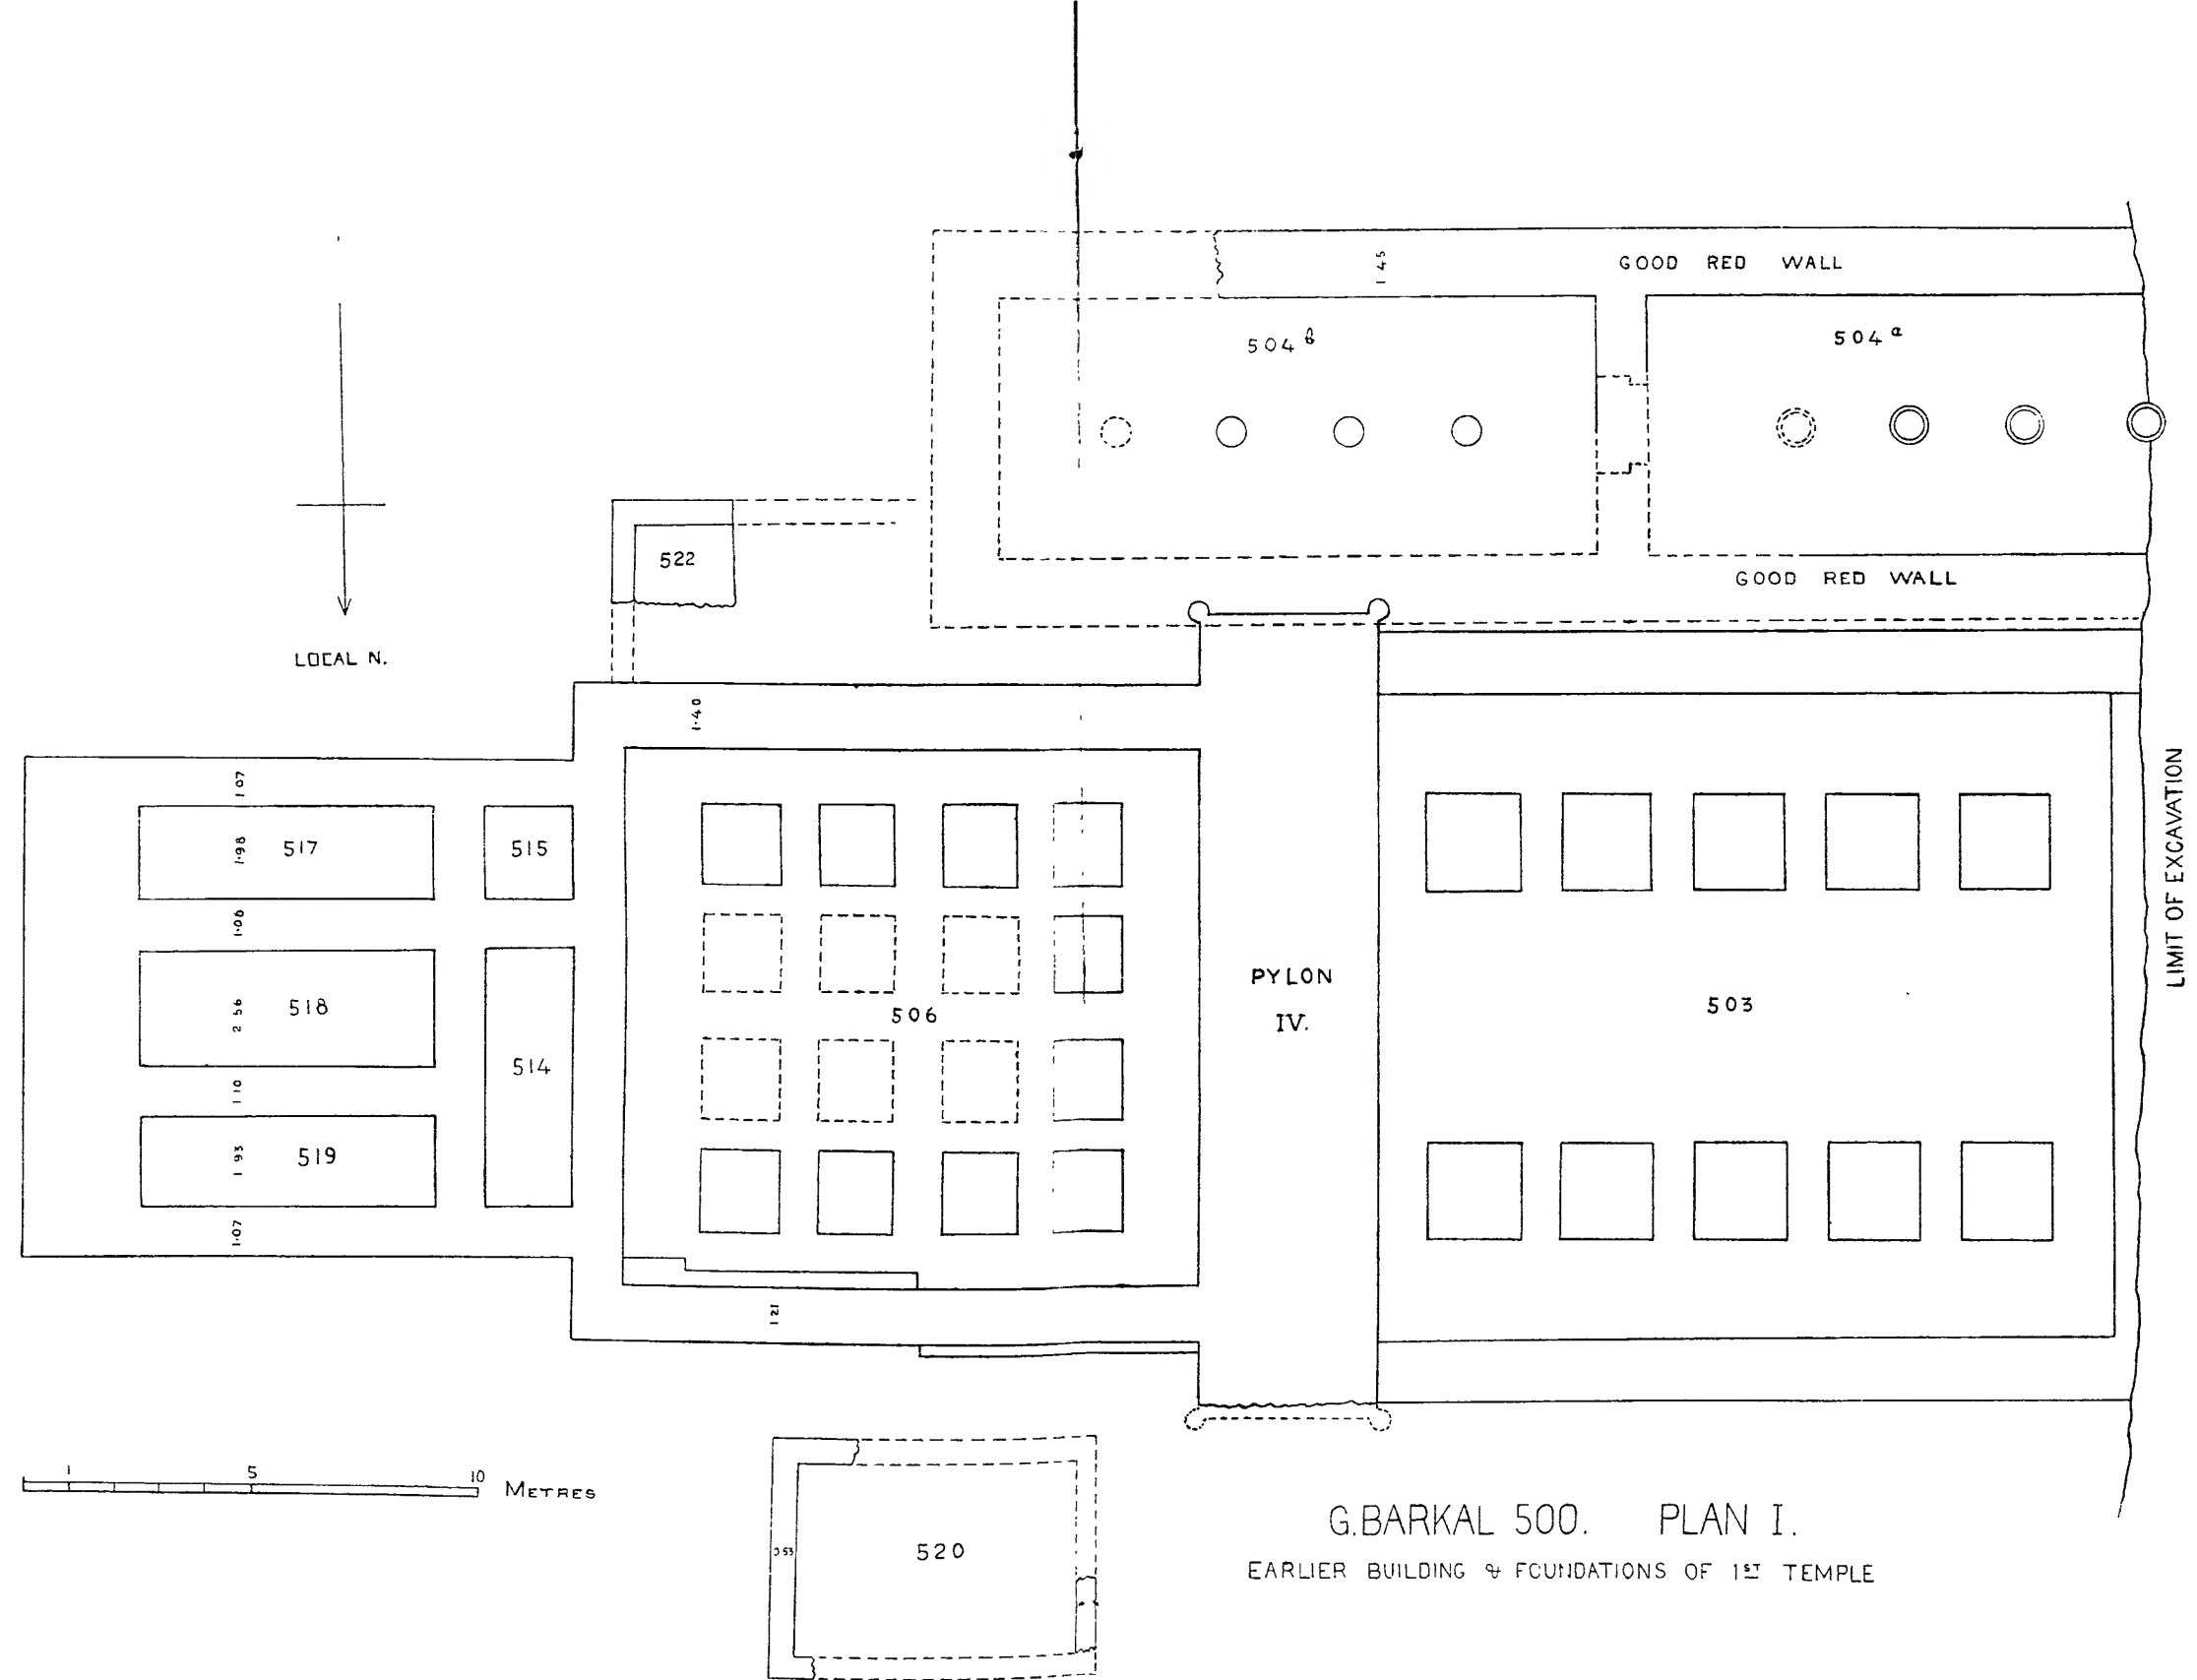 1 45
GOOD RED WALL
504 b
504 a
522
GOOD RED WALL
LOCAL N.
1·40
1 07
517
1·98
515
1·06
518
2 56
506
PYLON
IV.
503
LIMIT OF EXCAVATION
514
1 10
519
1 93
1·07
1 21
1
5
10
METRES
520
G.BARKAL 500. PLAN I.
EARLIER BUILDING & FOUNDATIONS OF 1ST TEMPLE